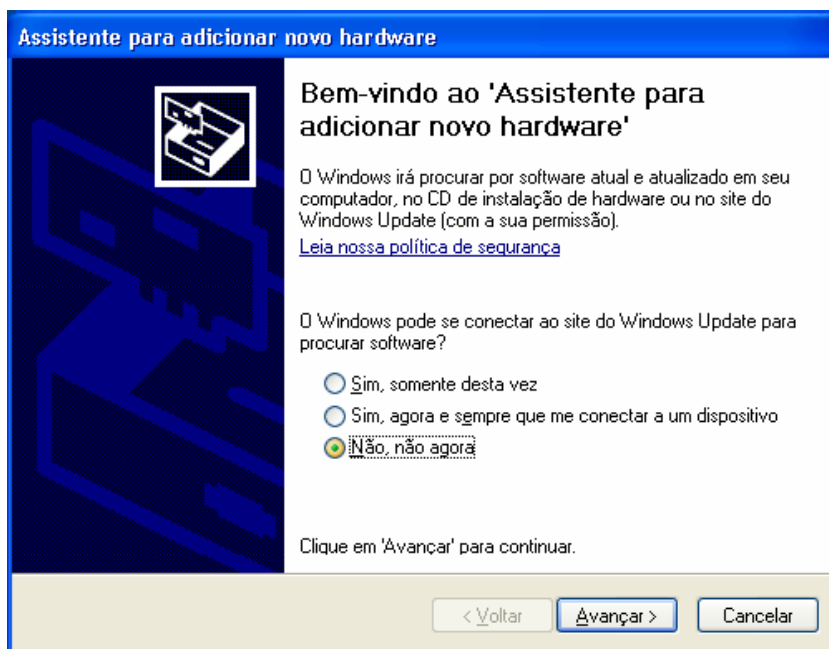 Assistente para adicionar novo hardware
Bem-vindo ao 'Assistente para
adicionar novo hardware'
O Windows irá procurar por software atual e atualizado em seu
computador, no CD de instalação de hardware ou no site do
Windows Update (com a sua permissão).
Leia nossa política de segurança
O Windows pode se conectar ao site do Windows Update para
procurar software?
Sim, somente desta vez
Sim, agora e sempre que me conectar a um dispositivo
Não, não agora
Clique em 'Avançar' para continuar.
< Voltar
Avançar >
Cancelar